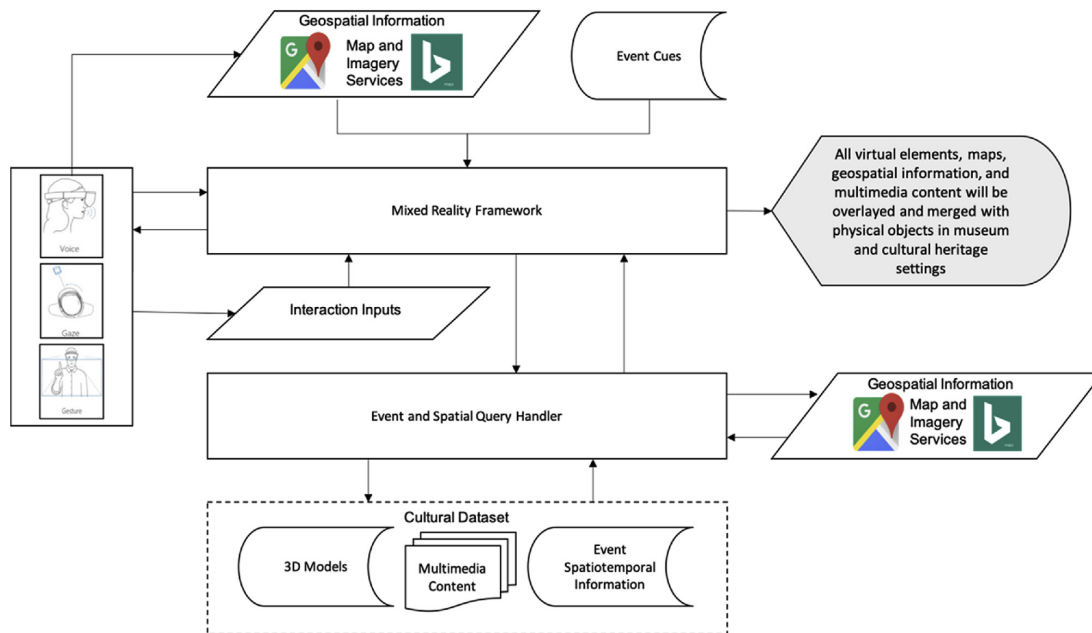 Geospatial Information
G
Map and
Imagery
Services
Event Cues
Voice
Gaze
Gesture
Mixed Reality Framework
All virtual elements, maps,
geospatial information, and
multimedia content will be
overlayed and merged with
physical objects in museum
and cultural heritage
settings
Interaction Inputs
Event and Spatial Query Handler
Geospatial Information
G
Map and
Imagery
Services
Cultural Dataset
3D Models
Multimedia
Content
Event
Spatiotemporal
Information